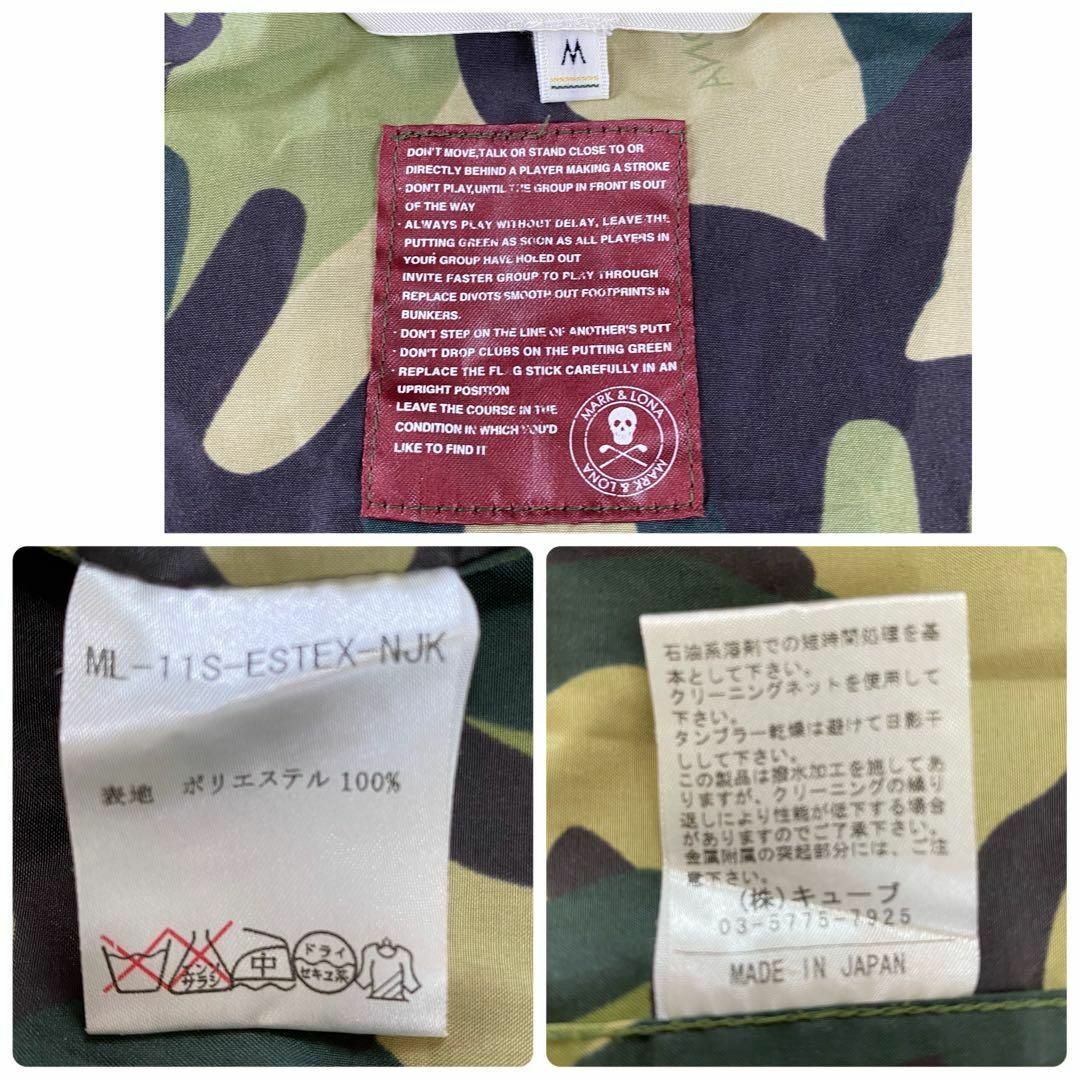 M
DON'T MOVE,TALK OR STAND CLOSE TO OR
DIRECTLY BEHIND A PLAYER MAKING A STROKE
· DON'T PLAY,UNTIL THE GROUP IN FRONT IS OUT
OF THE WAY
· ALWAYS PLAY WITHOUT DELAY, LEAVE THE
PUTTING GREEN AS SOON AS ALL PLAYERS IN
YOUR GROUP HAVE HOLED OUT
INVITE FASTER GROUP TO PLAY THROUGH
REPLACE DIVOTS SMOOTH OUT FOOTPRINTS IN
BUNKERS.
· DON'T STEP ON THE LINE OF ANOTHER'S PUTT
· DON'T DROP CLUBS ON THE PUTTING GREEN
· REPLACE THE FLAG STICK CAREFULLY IN AN
UPRIGHT POSITION
· LEAVE THE COURSE IN THE
CONDITION IN WHICH YOU'D
LIKE TO FIND IT
MARK & LONA
MARK & LONA
ML-11S-ESTEX-NJK
表地 ポリエステル 100%
エンソ
サラシ
中
ドライ
セキユ系
石油系溶剤での短時間処理を基
本として下さい。
クリーニングネットを使用して
下さい。
タンブラー乾燥は避けて日影干
しして下さい。
この製品は撥水加工を施してあ
りますが、クリーニングの繰り
返しにより性能が低下する場合
がありますのでご了承下さい。
金属附属の突起部分には、ご注
意下さい。
(株)キューブ
03-5775-7925
MADE IN JAPAN